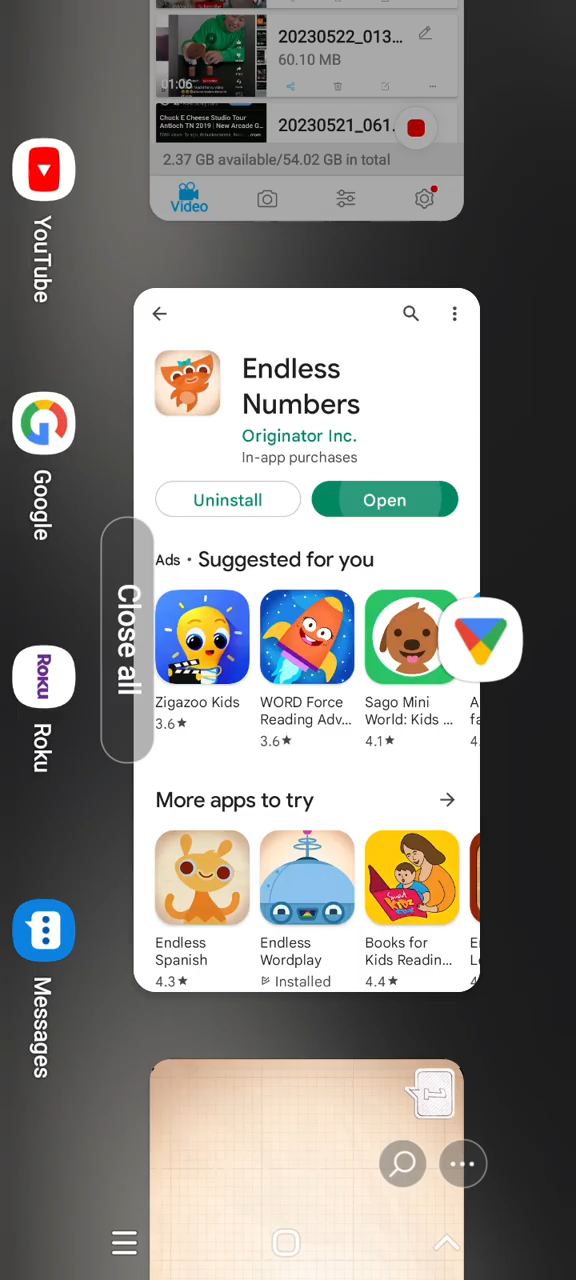 20230522_013...
60.10 MB
01:06
Chuck E Cheese Studio Tour
Antioch TN 2019 | New Arcade G...
20230521_061.
2.37 GB available/54.02 GB in total
Video
YouTube
Google
ROKU
Roku
Messages
Close all
Endless
Numbers
Originator Inc.
In-app purchases
Uninstall
Open
Ads • Suggested for you
Zigazoo Kids
3.6★
WORD Force
Reading Adv...
3.6★
Sago Mini
World: Kids ...
4.1★
A
fa
4.
More apps to try
Endless
Spanish
4.3★
Endless
Wordplay
Installed
Books for
Kids Readin...
4.4★
E
L
4
1